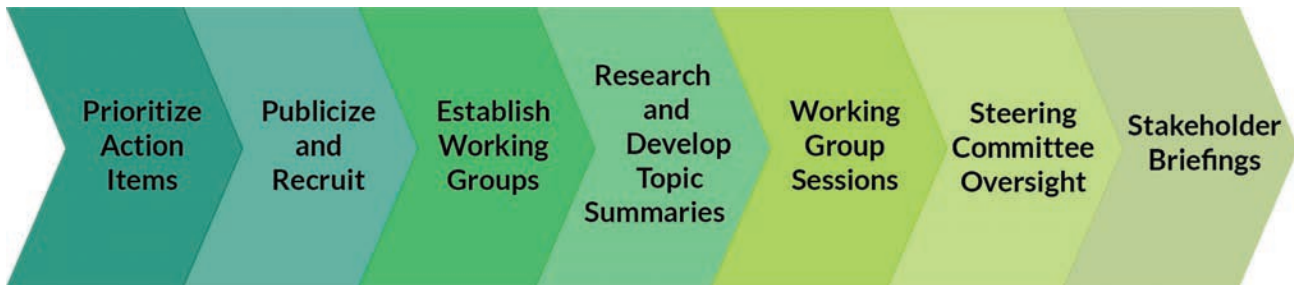 Prioritize
Action
Items
Publicize
and
Recruit
Establish
Working
Groups
Research
and
Develop
Topic
Summaries
Working
Group
Sessions
Steering
Committee
Oversight
Stakeholder
Briefings